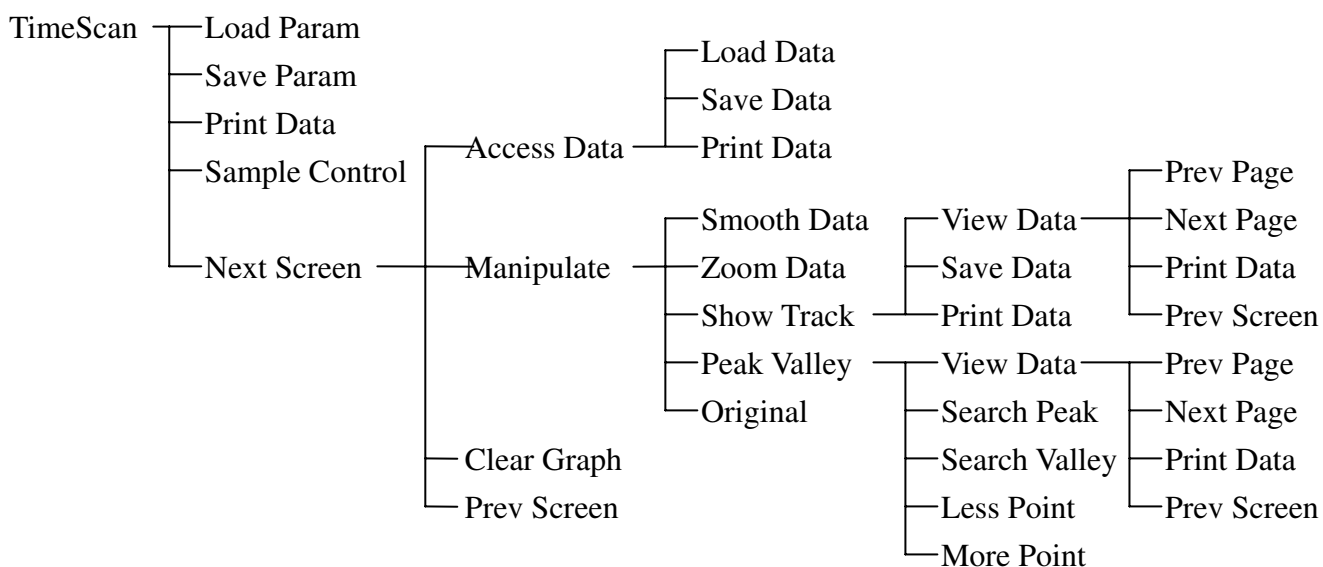 TimeScan Load Param
Load Data
Save Param
Save Data
Print Data
Access Data Print Data
Sample Control
Prev Page
Smooth Data View Data Next Page
Next Screen Manipulate Zoom Data Save Data Print Data
Show Track Print Data Prev Screen
Peak Valley View Data Prev Page
Original Search Peak Next Page
Clear Graph Search Valley Print Data
Prev Screen Less Point Prev Screen
More Point